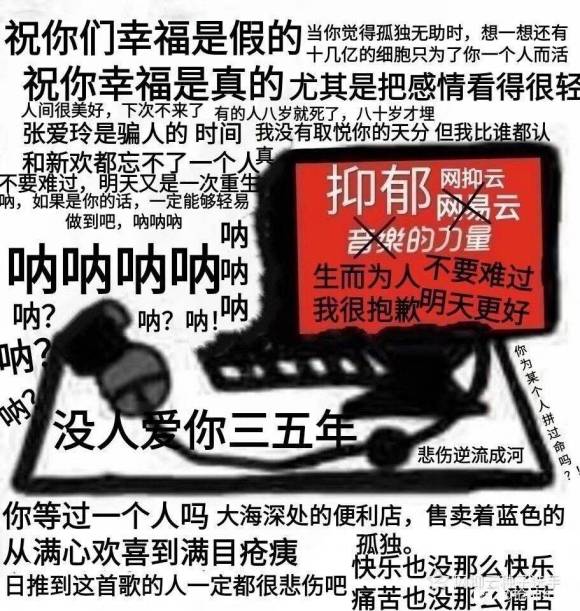 祝你们幸福是假的
当你觉得孤独无助时，想一想还有
十几亿的细胞只为了你一个人而活
祝你幸福是真的
尤其是把感情看得很轻
人间很美好，下次不来了
有的人八岁就死了，八十岁才埋
张爱玲是骗人的
时间
我没有取悦你的天分
但我比谁都认
真
和新欢都忘不了一个人
不要难过，明天又是一次重生
呐，如果是你的话，一定能够轻易
做到吧，呐呐呐
呐
呐
呐
呐呐呐呐
呐？
呐？呐！
呐？
呐？
抑郁
网抑云
网易云
音樂的力量
生而为人
我很抱歉
不要难过
明天更好
你为某个人拼过命吗？！
没人爱你三五年
悲伤逆流成河
你等过一个人吗
大海深处的便利店，售卖着蓝色的
孤独。
从满心欢喜到满目疮痍
快乐也没那么快乐
日推到这首歌的人一定都很悲伤吧
痛苦也没那么痛苦